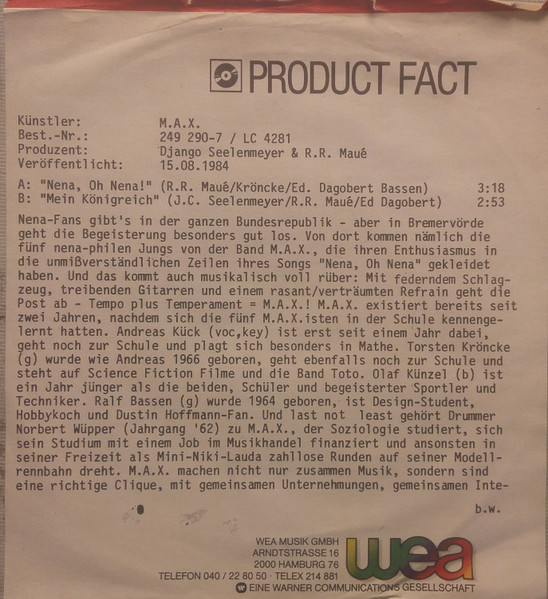 PRODUCT FACT
Künstler: M.A.X.
Best.-Nr.: 249 290-7 / LC 4281
Produzent: Django Seelenmeyer & R.R. Maué
Veröffentlicht: 15.08.1984
A: "Nena, Oh Nena!" (R.R. Maué/Kröncke/Ed. Dagobert Bassen) 3:18
B: "Mein Königreich" (J.C. Seelenmeyer/R.R. Maué/Ed Dagobert) 2:53
Nena-Fans gibt's in der ganzen Bundesrepublik - aber in Bremervörde
geht die Begeisterung besonders gut los. Von dort kommen nämlich die
fünf nena-philen Jungs von der Band M.A.X., die ihren Enthusiasmus in
die unmißverständlichen Zeilen ihres Songs "Nena, Oh Nena" gekleidet
haben. Und das kommt auch musikalisch voll rüber: Mit federndem Schlag-
zeug, treibenden Gitarren und einem rasant/verträumten Refrain geht die
Post ab - Tempo plus Temperament = M.A.X.! M.A.X. existiert bereits seit
zwei Jahren, nachdem sich die fünf M.A.X.isten in der Schule kennenge-
lernt hatten. Andreas Kück (voc,key) ist erst seit einem Jahr dabei,
geht noch zur Schule und plagt sich besonders in Mathe. Torsten Kröncke
(g) wurde wie Andreas 1966 geboren, geht ebenfalls noch zur Schule und
steht auf Science Fiction Filme und die Band Toto. Olaf Künzel (b) ist
ein Jahr jünger als die beiden, Schüler und begeisterter Sportler und
Techniker. Ralf Bassen (g) wurde 1964 geboren, ist Design-Student,
Hobbykoch und Dustin Hoffmann-Fan. Und last not least gehört Drummer
Norbert Wüpper (Jahrgang '62) zu M.A.X., der Soziologie studiert, sich
sein Studium mit einem Job im Musikhandel finanziert und ansonsten in
seiner Freizeit als Mini-Niki-Lauda zahllose Runden auf seiner Modell-
rennbahn dreht. M.A.X. machen nicht nur zusammen Musik, sondern sind
eine richtige Clique, mit gemeinsamen Unternehmungen, gemeinsamen Inte-
b.w.
WEA MUSIK GMBH
ARNDTSTRASSE 16
2000 HAMBURG 76
TELEFON 040 / 22 80 50 · TELEX 214 881
EINE WARNER COMMUNICATIONS GESELLSCHAFT
wea